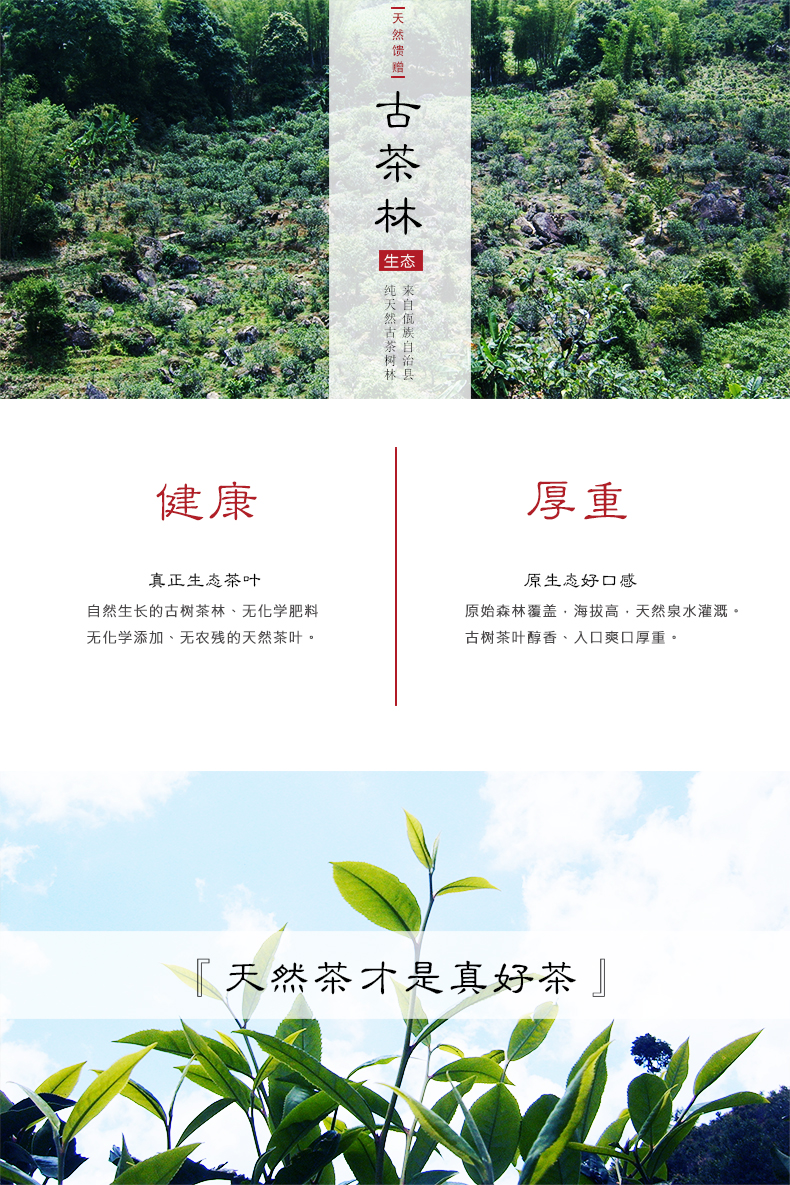 天然馈赠
古茶林
生态
来自佤族自治县
纯天然古茶树林
健康
真正生态茶叶
自然生长的古树茶林、无化学肥料
无化学添加、无农残的天然茶叶。
厚重
原生态好口感
原始森林覆盖，海拔高，天然泉水灌溉。
古树茶叶醇香、入口爽口厚重。
『天然茶才是真好茶』